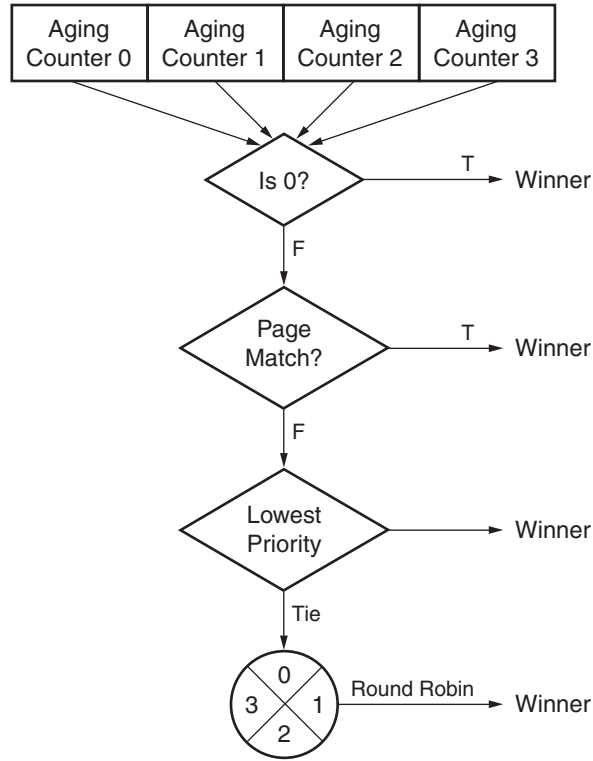 Aging
Counter 0
Aging
Counter 1
Aging
Counter 2
Aging
Counter 3
Is 0?
T
Winner
F
Page
Match?
T
Winner
F
Lowest
Priority
Winner
Tie
0
3
1
2
Round Robin
Winner